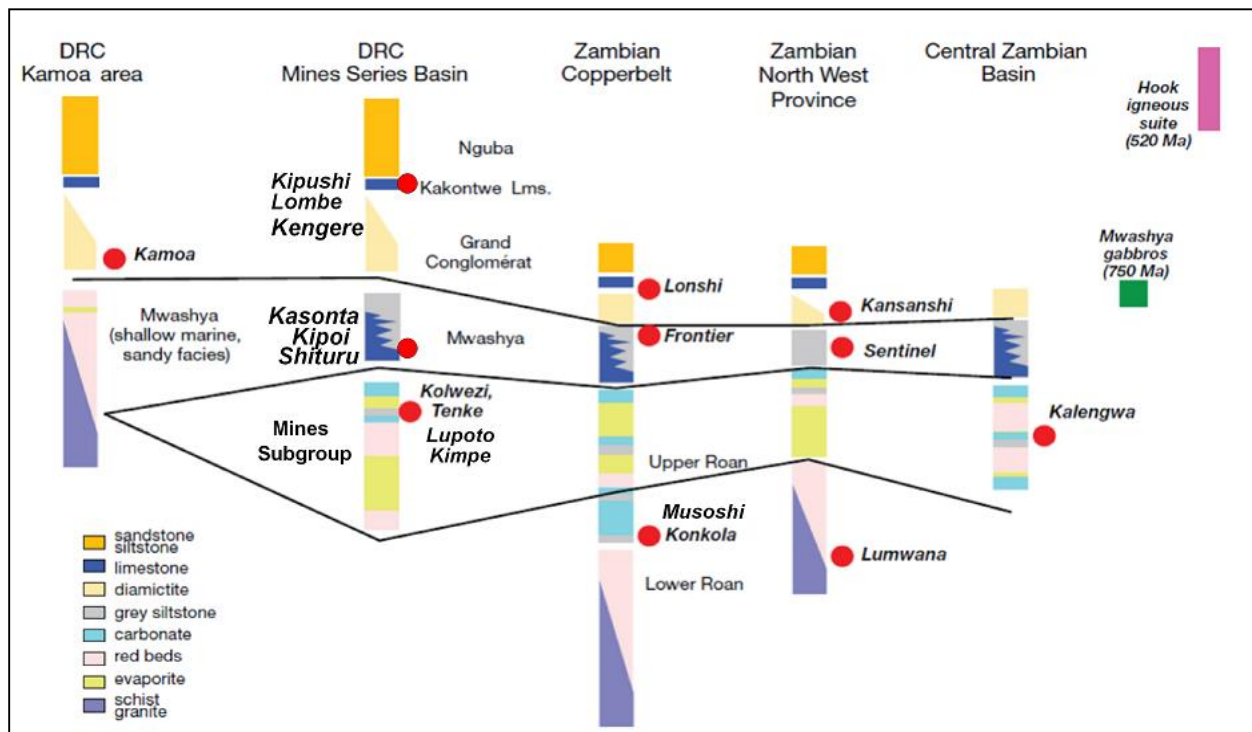 DRC
Kamoa area
DRC
Mines Series Basin
Zambian
Copperbelt
Zambian
North West
Province
Central Zambian
Basin
Hook
igneous
suite
(520 Ma)
Nguba
Kipushi
Lombe
Kengere
Kakontwe Lms.
Kamoa
Grand
Conglomérat
Lonshi
Kansanshi
Mwashya
gabbros
(750 Ma)
Mwashya
(shallow marine,
sandy facies)
Kasonta
Kipoi
Shituru
Mwashya
Frontier
Sentinel
Kolwezi,
Tenke
Lupoto
Kimpe
Mines
Subgroup
Kalengwa
Upper Roan
Musoshi
Konkola
Lumwana
Lower Roan
sandstone
siltstone
limestone
diamictite
grey siltstone
carbonate
red beds
evaporite
schist
granite